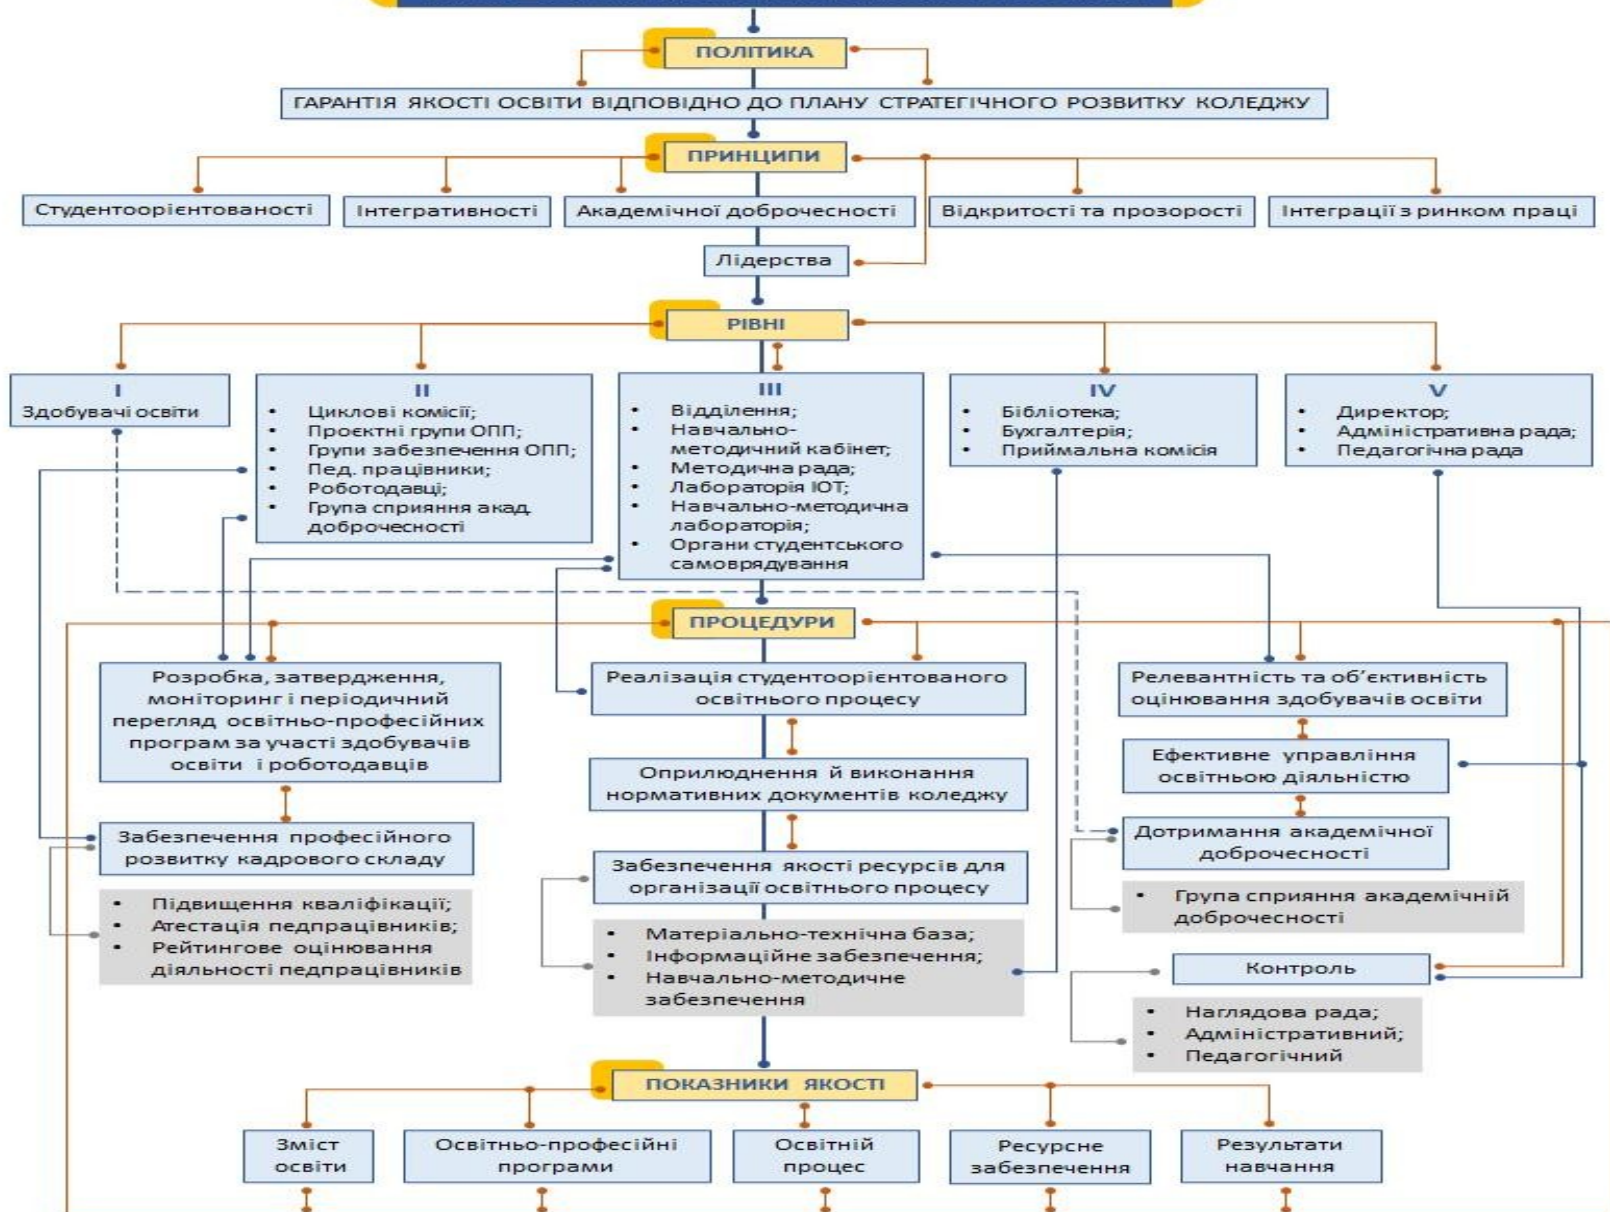 ПОЛІТИКА
ГАРАНТІЯ ЯКОСТІ ОСВІТИ ВІДПОВІДНО ДО ПЛАНУ СТРАТЕГІЧНОГО РОЗВИТКУ КОЛЕДЖУ
ПРИНЦИПИ
Студентоорієнтованості
Інтегративності
Академічної доброчесності
Відкритості та прозорості
Інтеграції з ринком праці
Лідерства
РІВНІ
І
Здобувачі освіти
ІІ
• Циклові комісії;
• Проєктні групи ОПП;
• Групи забезпечення ОПП;
• Пед. працівники;
• Роботодавці;
• Група сприяння акад.
доброчесності
ІІІ
• Відділення;
• Навчально-
методичний кабінет;
• Методична рада;
• Лабораторія ІОТ;
• Навчально-методична
лабораторія;
• Органи студентського
самоврядування
IV
• Бібліотека;
• Бухгалтерія;
• Приймальна комісія
V
• Директор;
• Адміністративна рада;
• Педагогічна рада
ПРОЦЕДУРИ
Розробка, затвердження,
моніторинг і періодичний
перегляд освітньо-професійних
програм за участі здобувачів
освіти і роботодавців
Забезпечення професійного
розвитку кадрового складу
• Підвищення кваліфікації;
• Атестація педпрацівників;
• Рейтингове оцінювання
діяльності педпрацівників
Реалізація студентоорієнтованого
освітнього процесу
Оприлюднення й виконання
нормативних документів коледжу
Забезпечення якості ресурсів для
організації освітнього процесу
• Матеріально-технічна база;
• Інформаційне забезпечення;
• Навчально-методичне
забезпечення
Релевантність та об’єктивність
оцінювання здобувачів освіти
Ефективне управління
освітньою діяльністю
Дотримання академічної
доброчесності
• Група сприяння академічній
доброчесності
Контроль
• Наглядова рада;
• Адміністративний;
• Педагогічний
ПОКАЗНИКИ ЯКОСТІ
Зміст
освіти
Освітньо-професійні
програми
Освітній
процес
Ресурсне
забезпечення
Результати
навчання